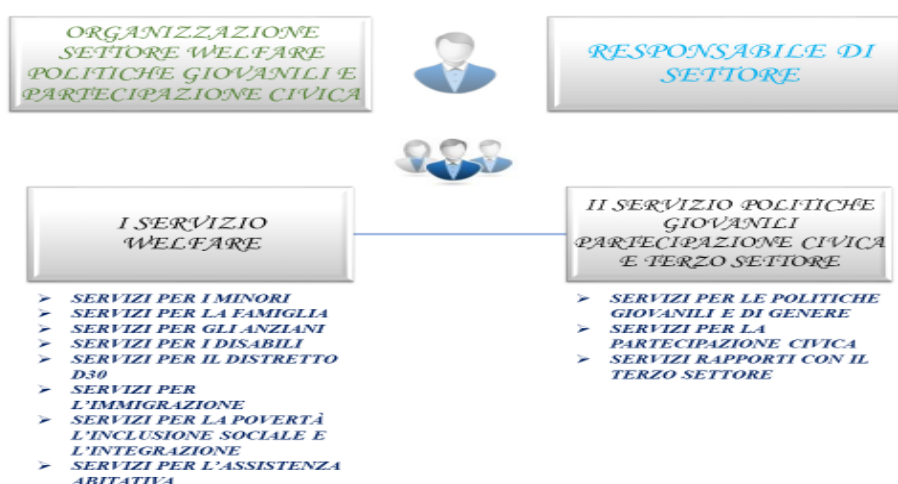 ORGANIZZAZIONE
SETTORE WELFARE
POLITICHE GIOVANILI E
PARTECIPAZIONE CIVICA
RESPONSABILE DI
SETTORE
I SERVIZIO
WELFARE
II SERVIZIO POLITICHE
GIOVANILI
PARTECIPAZIONE CIVICA
E TERZO SETTORE
➢ SERVIZI PER I MINORI
➢ SERVIZI PER LA FAMIGLIA
➢ SERVIZI PER GLI ANZIANI
➢ SERVIZI PER I DISABILI
➢ SERVIZI PER IL DISTRETTO
D30
➢ SERVIZI PER
L'IMMIGRAZIONE
➢ SERVIZI PER LA POVERTÀ
L'INCLUSIONE SOCIALE E
L'INTEGRAZIONE
➢ SERVIZI PER L'ASSISTENZA
ABITATIVA
➢ SERVIZI PER LE POLITICHE
GIOVANILI E DI GENERE
➢ SERVIZI PER LA
PARTECIPAZIONE CIVICA
➢ SERVIZI RAPPORTI CON IL
TERZO SETTORE